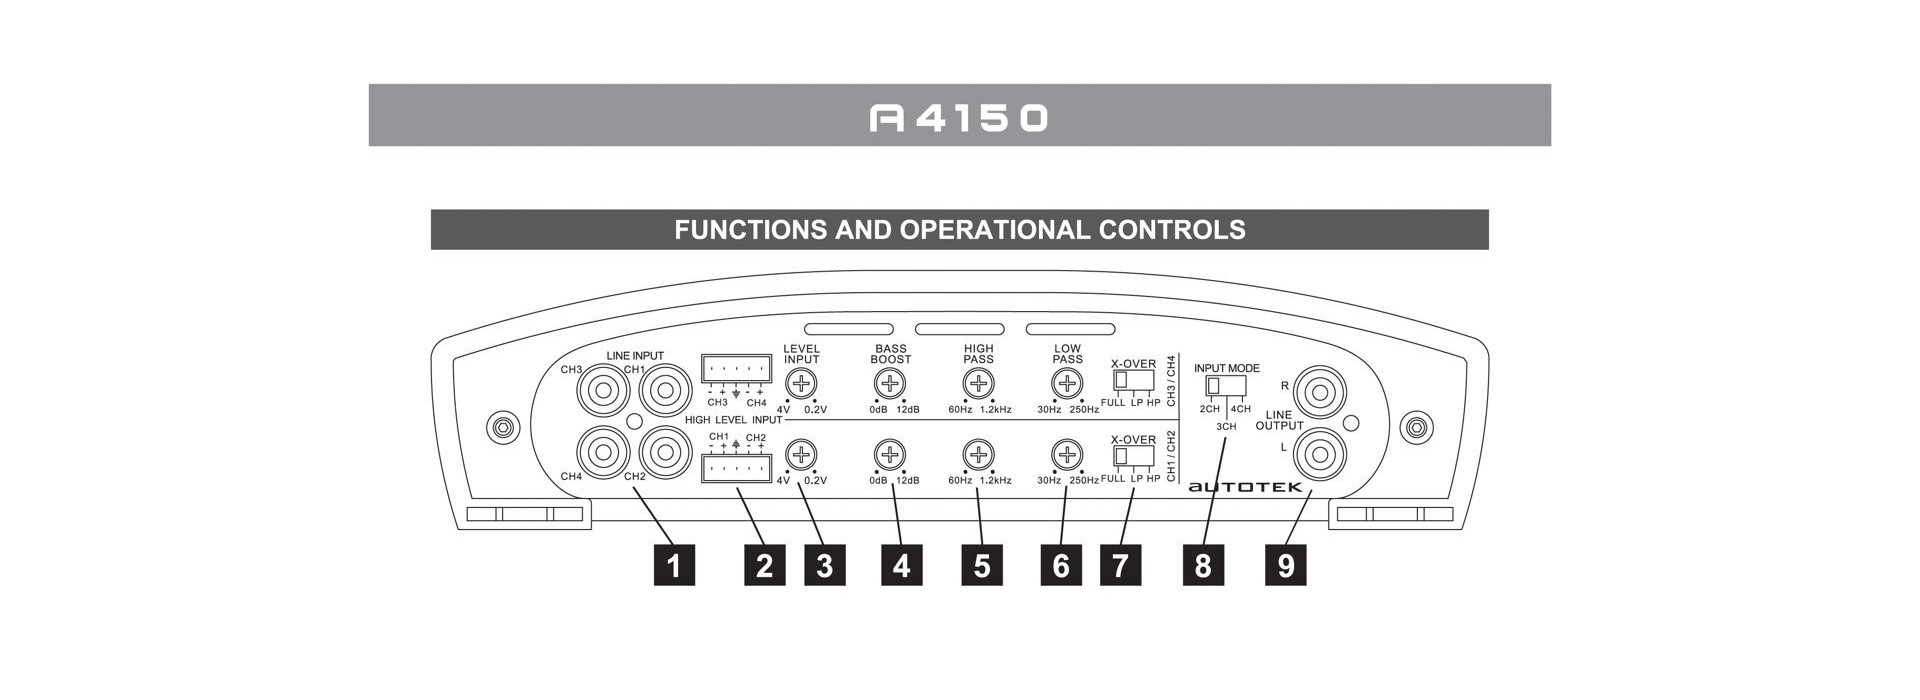 A4150
FUNCTIONS AND OPERATIONAL CONTROLS
LINE INPUT
CH3 CH1
CH4 CH2
- + - +
CH3 CH4
HIGH LEVEL INPUT
CH1 CH2
- + - +
LEVEL
INPUT
4V 0.2V
BASS
BOOST
0dB 12dB
HIGH
PASS
60Hz 1.2kHz
LOW
PASS
30Hz 250Hz
X-OVER
FULL LP HP
CH3 / CH4
4V 0.2V
0dB 12dB
60Hz 1.2kHz
30Hz 250Hz
X-OVER
FULL LP HP
CH1 / CH2
INPUT MODE
2CH 4CH
3CH
R
LINE
OUTPUT
L
AUTOTEK
1 2 3 4 5 6 7 8 9